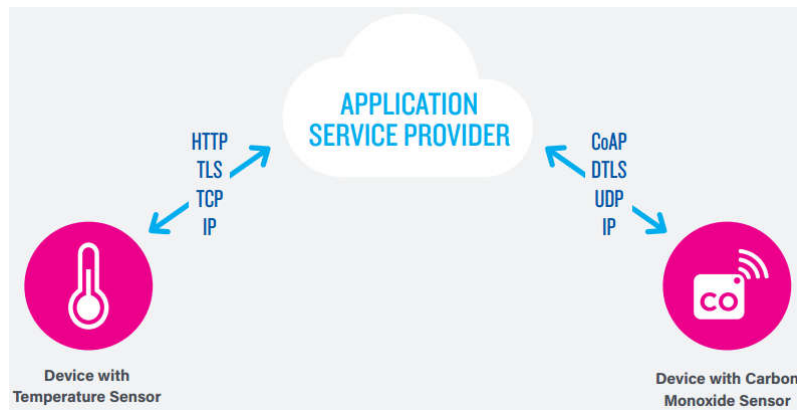 APPLICATION
SERVICE PROVIDER
HTTP
TLS
TCP
IP
CoAP
DTLS
UDP
IP
CO
Device with
Temperature Sensor
Device with Carbon
Monoxide Sensor